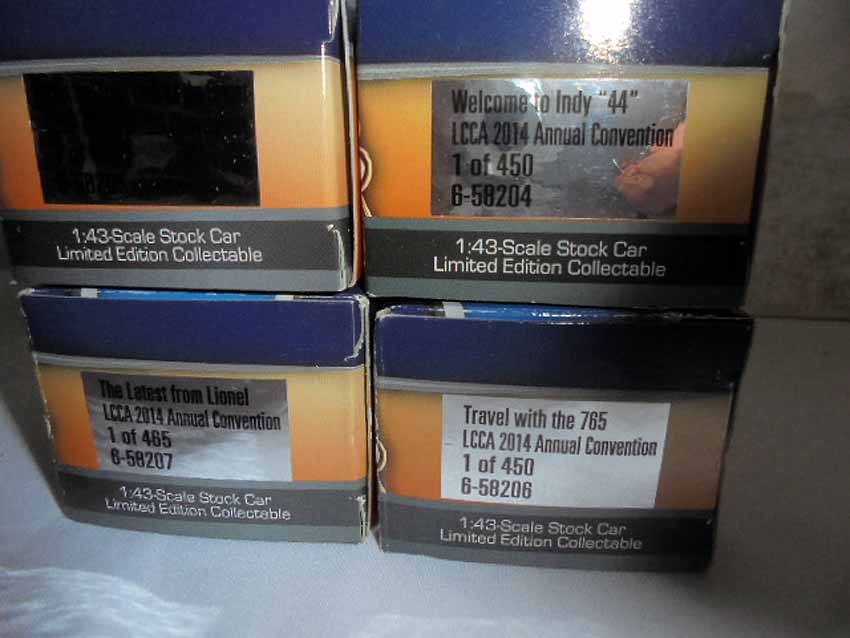 1:43-Scale Stock Car
Limited Edition Collectable
Welcome to Indy "44"
LCCA 2014 Annual Convention
1 of 450
6-58204
1:43-Scale Stock Car
Limited Edition Collectable
The Latest from Lionel
LCCA 2014 Annual Convention
1 of 465
6-58207
1:43-Scale Stock Car
Limited Edition Collectable
Travel with the 765
LCCA 2014 Annual Convention
1 of 450
6-58206
1:43-Scale Stock Car
Limited Edition Collectable